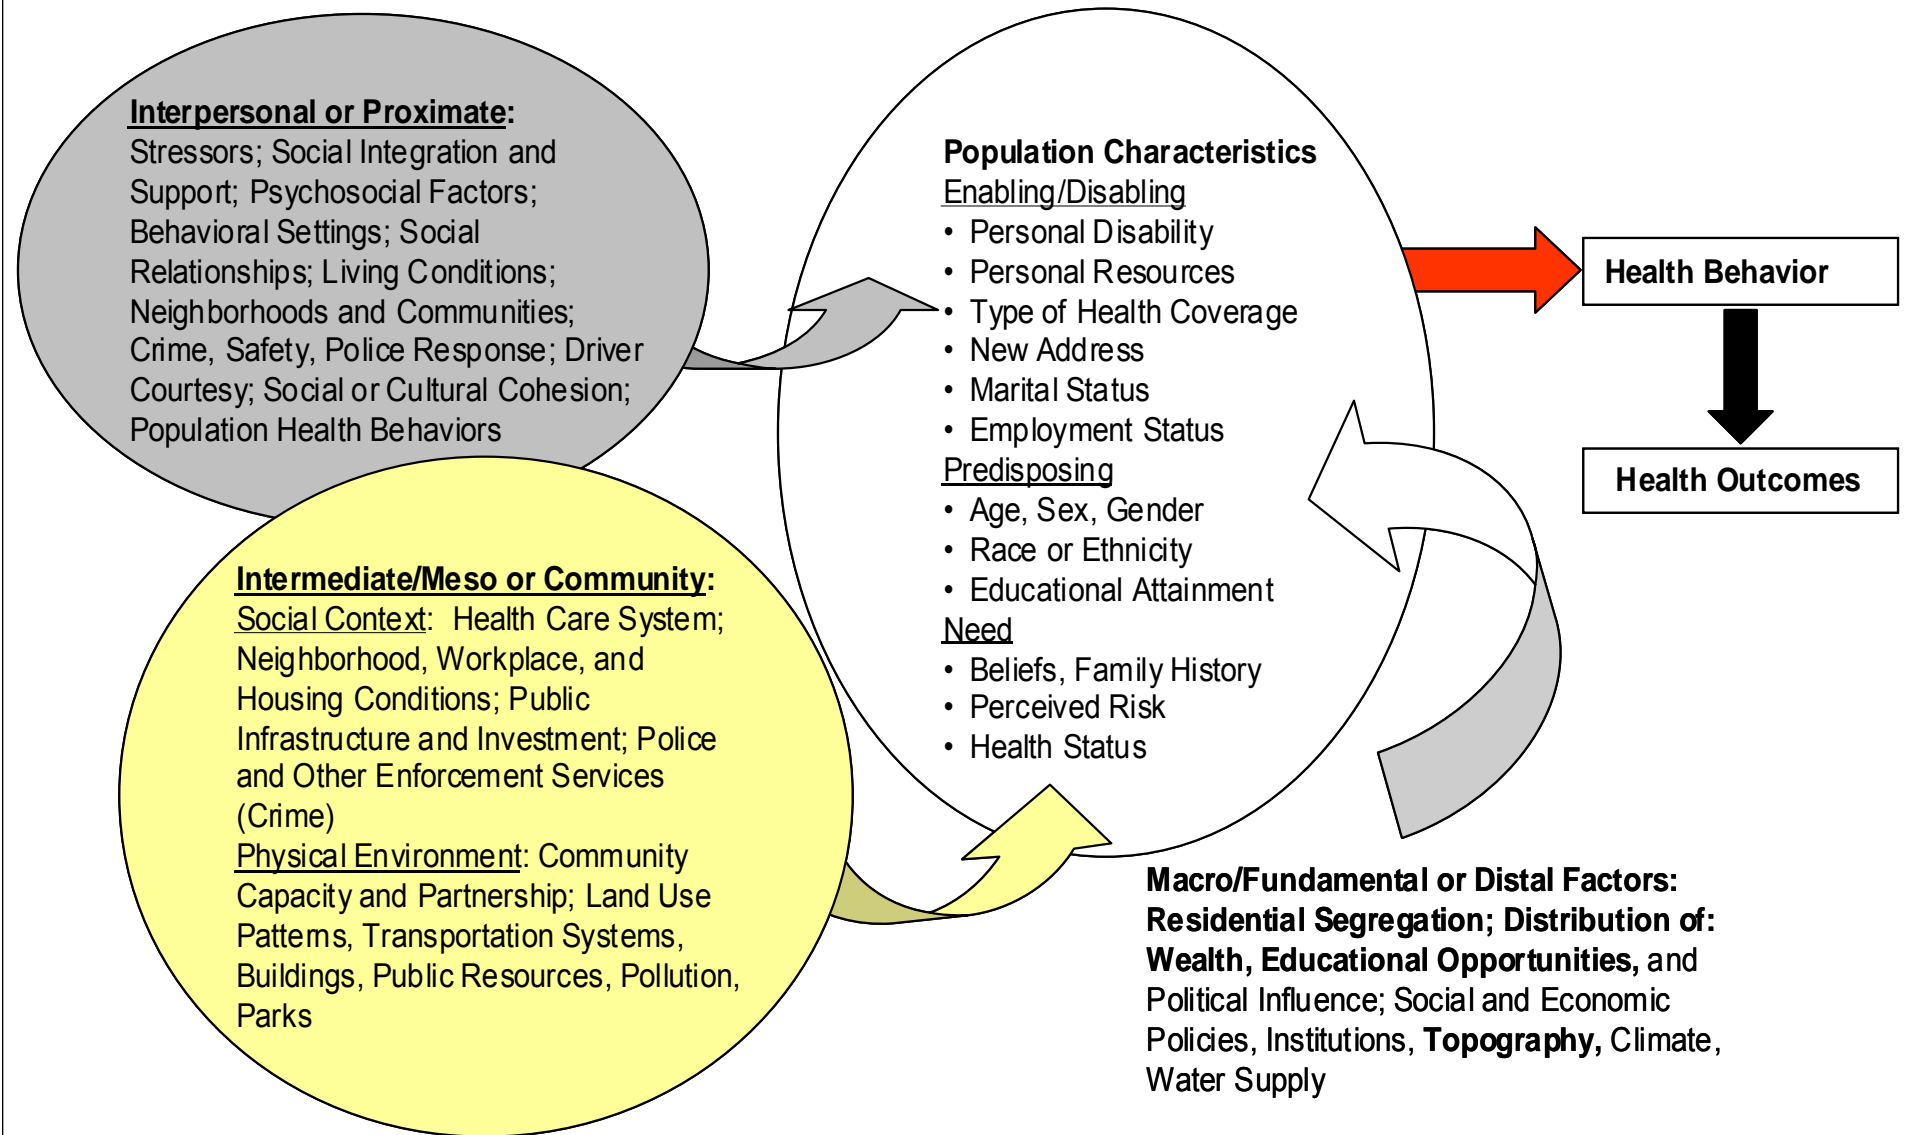 Interpersonal or Proximate:
Stressors; Social Integration and
Support; Psychosocial Factors;
Behavioral Settings; Social
Relationships; Living Conditions;
Neighborhoods and Communities;
Crime, Safety, Police Response; Driver
Courtesy; Social or Cultural Cohesion;
Population Health Behaviors
Intermediate/Meso or Community:
Social Context: Health Care System;
Neighborhood, Workplace, and
Housing Conditions; Public
Infrastructure and Investment; Police
and Other Enforcement Services
(Crime)
Physical Environment: Community
Capacity and Partnership; Land Use
Patterns, Transportation Systems,
Buildings, Public Resources, Pollution,
Parks
Population Characteristics
Enabling/Disabling
• Personal Disability
• Personal Resources
• Type of Health Coverage
• New Address
• Marital Status
• Employment Status
Predisposing
• Age, Sex, Gender
• Race or Ethnicity
• Educational Attainment
Need
• Beliefs, Family History
• Perceived Risk
• Health Status
Health Behavior
Health Outcomes
Macro/Fundamental or Distal Factors:
Residential Segregation; Distribution of:
Wealth, Educational Opportunities, and
Political Influence; Social and Economic
Policies, Institutions, Topography, Climate,
Water Supply